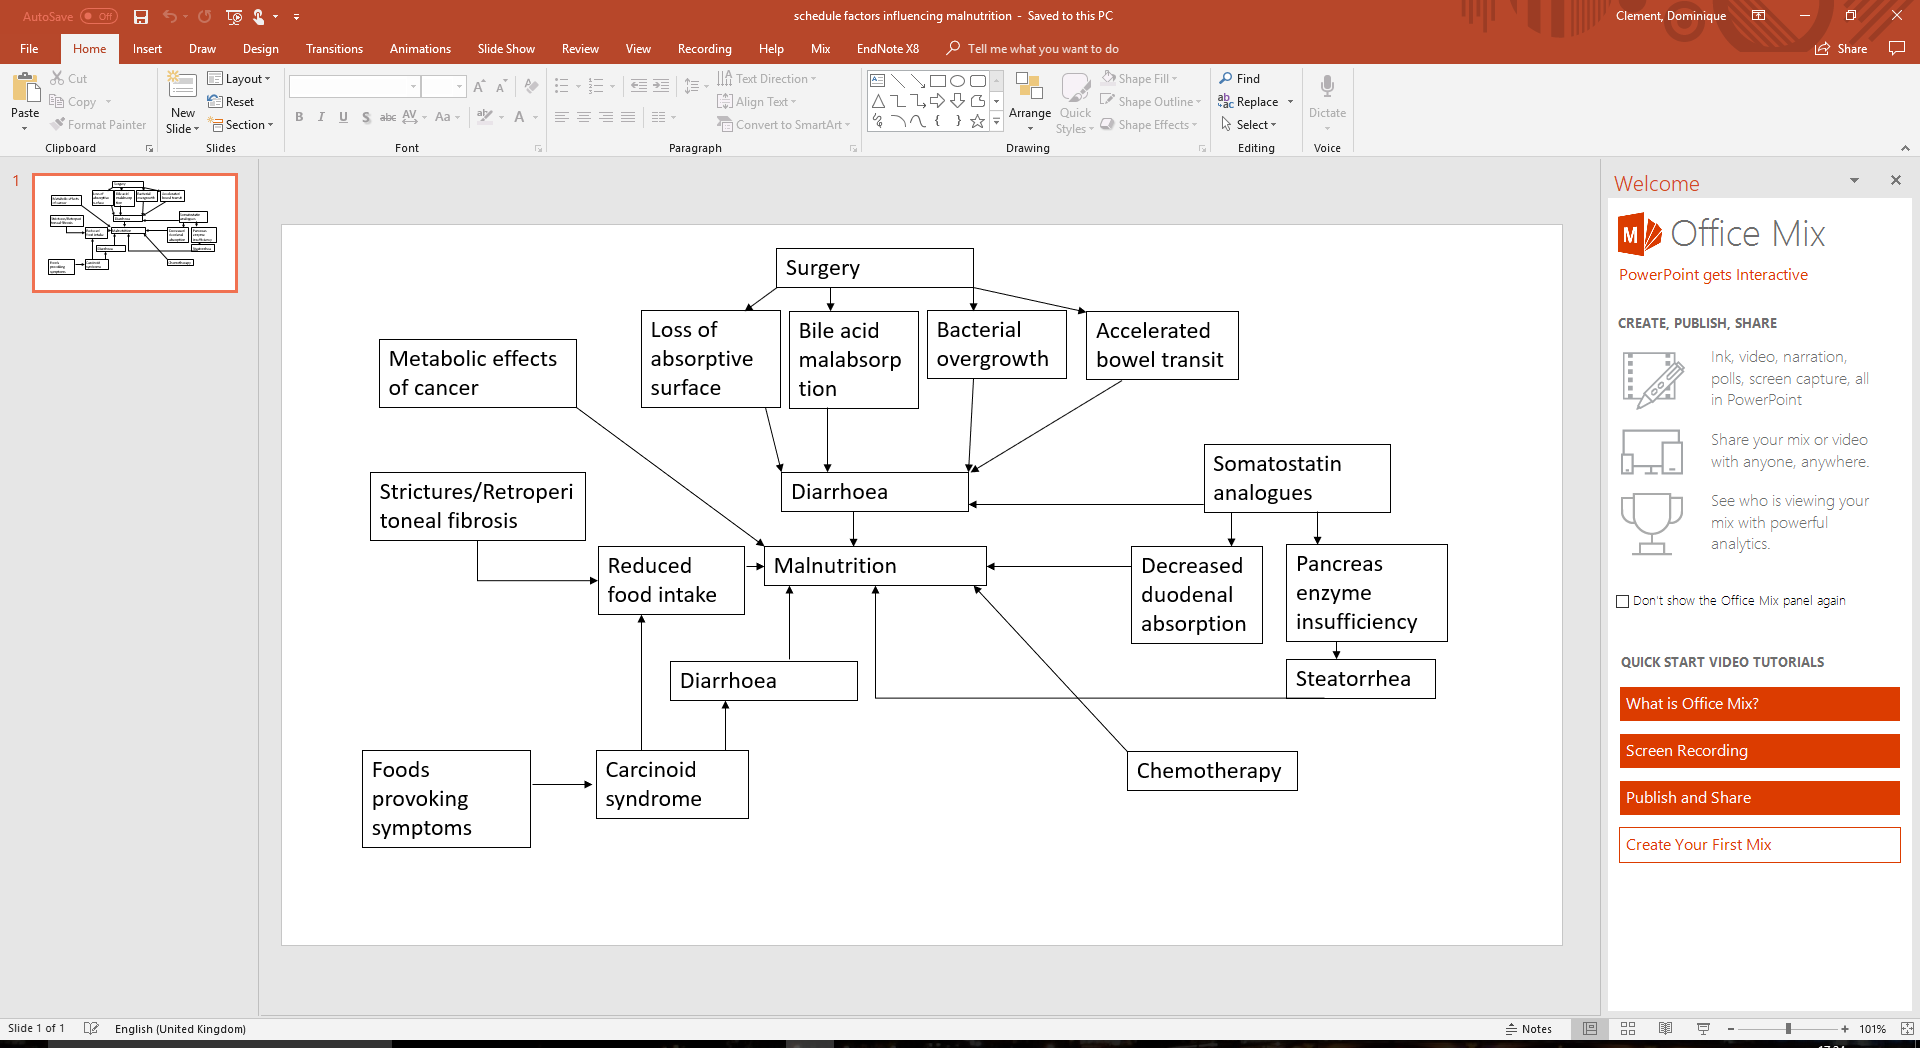 AutoSave Off
schedule factors influencing malnutrition - Saved to this PC
Clement, Dominique
File Home Insert Draw Design Transitions Animations Slide Show Review View Recording Help Mix EndNote X8 Tell me what you want to do
Share
Paste
Cut
Copy
Format Painter
Clipboard
New
Slide
Layout
Reset
Section
Slides
B I U S abc AV Aa A
Font
Text Direction
Align Text
Convert to SmartArt
Paragraph
Arrange
Quick
Styles
Shape Fill
Shape Outline
Shape Effects
Drawing
Find
Replace
Select
Editing
Dictate
Voice
1
Surgery
Loss of
absorptive
surface
Bile acid
malabsorp
tion
Bacterial
overgrowth
Accelerated
bowel transit
Metabolic effects
of cancer
Strictures/Retroperi
toneal fibrosis
Diarrhoea
Somatostatin
analogues
Reduced
food intake
Malnutrition
Decreased
duodenal
absorption
Pancreas
enzyme
insufficiency
Diarrhoea
Steatorrhea
Foods
provoking
symptoms
Carcinoid
syndrome
Chemotherapy
Welcome
Office Mix
PowerPoint gets Interactive
CREATE, PUBLISH, SHARE
Ink, video, narration,
polls, screen capture, all
in PowerPoint
Share your mix or video
with anyone, anywhere.
See who is viewing your
mix with powerful
analytics.
Don't show the Office Mix panel again
QUICK START VIDEO TUTORIALS
What is Office Mix?
Screen Recording
Publish and Share
Create Your First Mix
Slide 1 of 1
English (United Kingdom)
Notes
101%